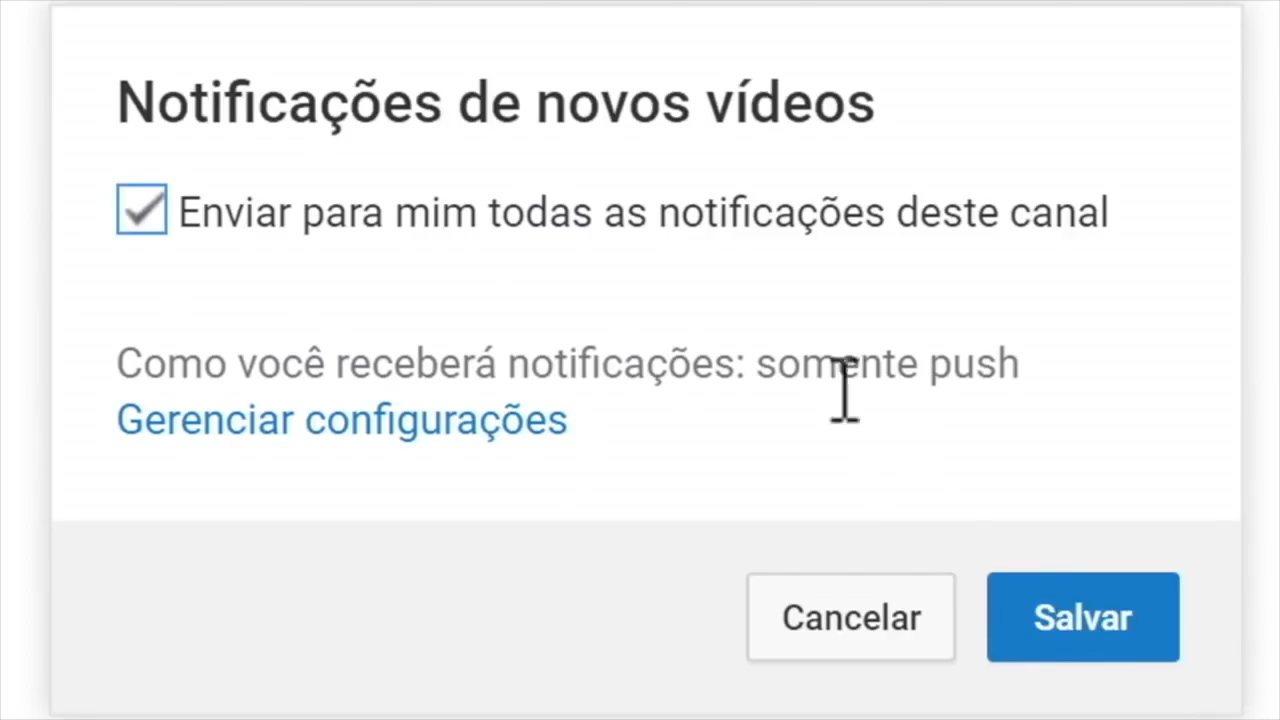 Notificações de novos vídeos
Enviar para mim todas as notificações deste canal
Como você receberá notificações: somente push
Gerenciar configurações
Cancelar
Salvar